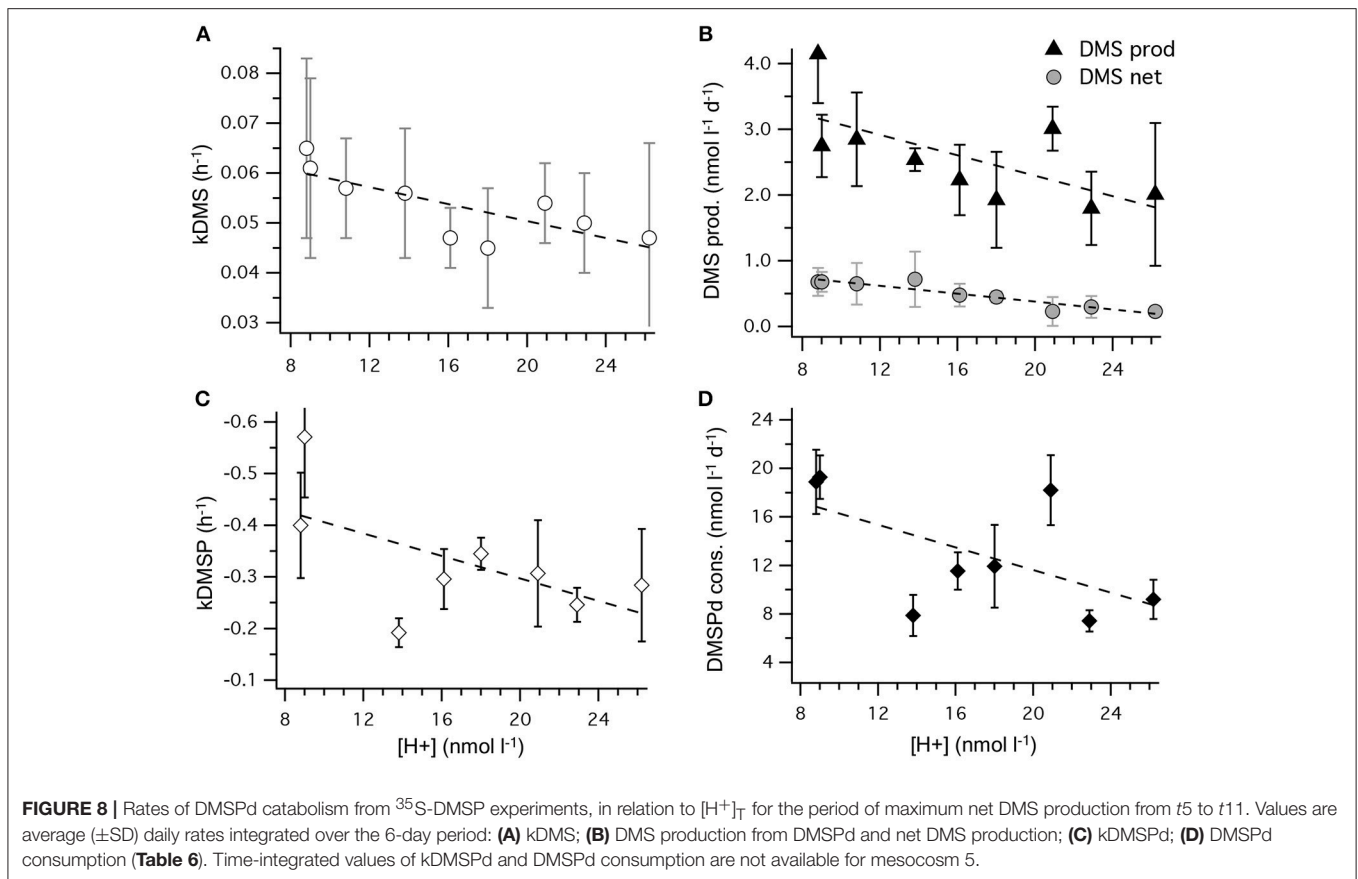 A
0.08
0.07
0.06
0.05
0.04
0.03
kDMS (h-1)
8 12 16 20 24
B
DMS prod
DMS net
4.0
3.0
2.0
1.0
0.0
DMS prod. (nmol l-1 d-1)
8 12 16 20 24
C
-0.6
-0.5
-0.4
-0.3
-0.2
-0.1
kDMSP (h-1)
8 12 16 20 24
[H+] (nmol l-1)
D
24
20
16
12
8
4
DMSPd cons. (nmol l-1 d-1)
8 12 16 20 24
[H+] (nmol l-1)
FIGURE 8 | Rates of DMSPd catabolism from 35S-DMSP experiments, in relation to [H+]T for the period of maximum net DMS production from t5 to t11. Values are
average (±SD) daily rates integrated over the 6-day period: (A) kDMS; (B) DMS production from DMSPd and net DMS production; (C) kDMSPd; (D) DMSPd
consumption (Table 6). Time-integrated values of kDMSPd and DMSPd consumption are not available for mesocosm 5.